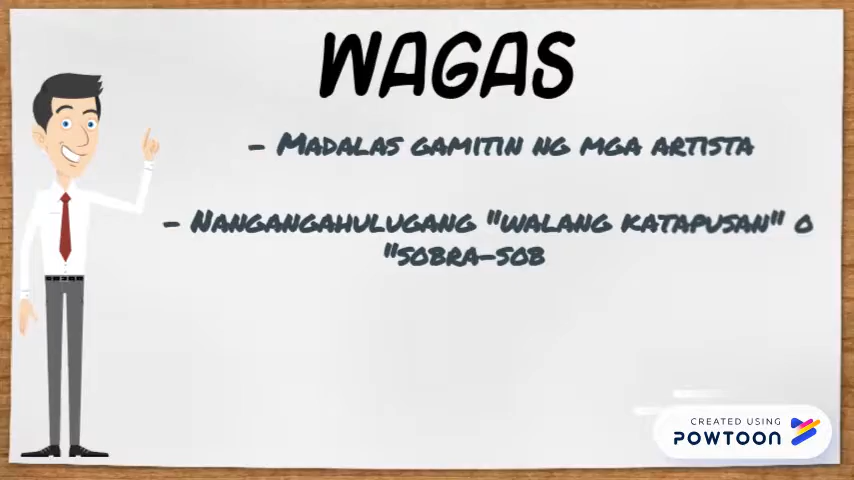 WAGAS
- MADALAS GAMITIN NG MGA ARTISTA
- NANGANGAHULUGANG "WALANG KATAPUSAN" O
"SOBRA-SOB
CREATED USING
POWTOON